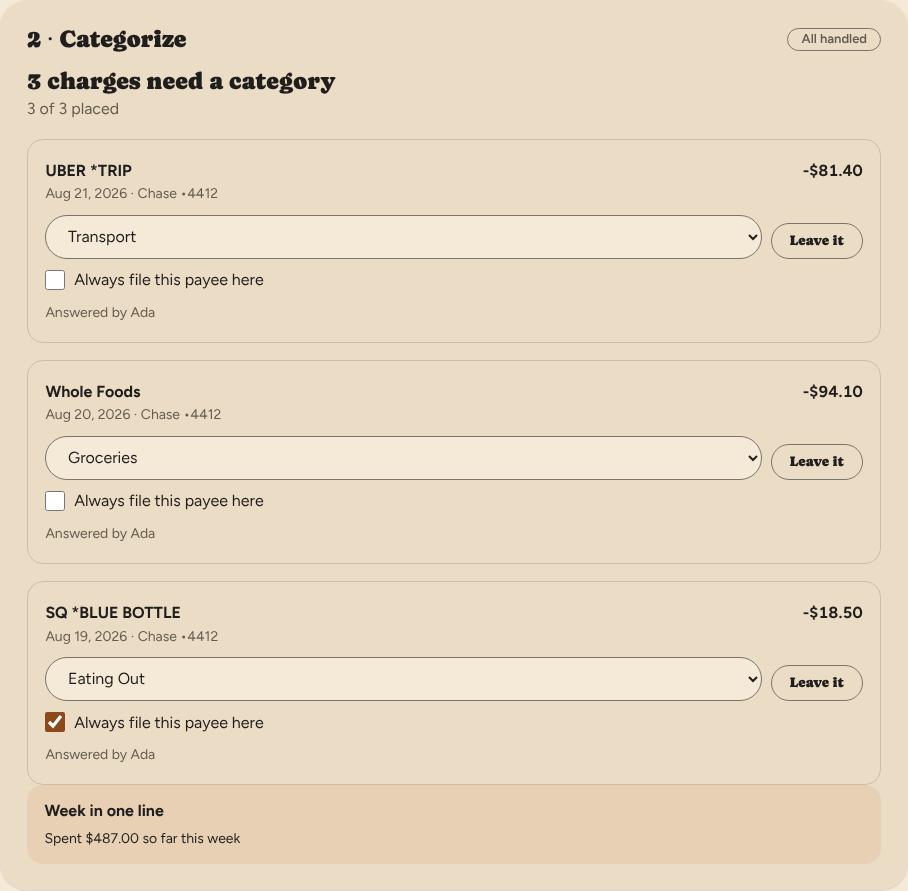 2 · Categorize
All handled
3 charges need a category
3 of 3 placed
UBER *TRIP
-$81.40
Aug 21, 2026 · Chase •4412
Transport
Leave it
Always file this payee here
Answered by Ada
Whole Foods
-$94.10
Aug 20, 2026 · Chase •4412
Groceries
Leave it
Always file this payee here
Answered by Ada
SQ *BLUE BOTTLE
-$18.50
Aug 19, 2026 · Chase •4412
Eating Out
Leave it
Always file this payee here
Answered by Ada
Week in one line
Spent $487.00 so far this week